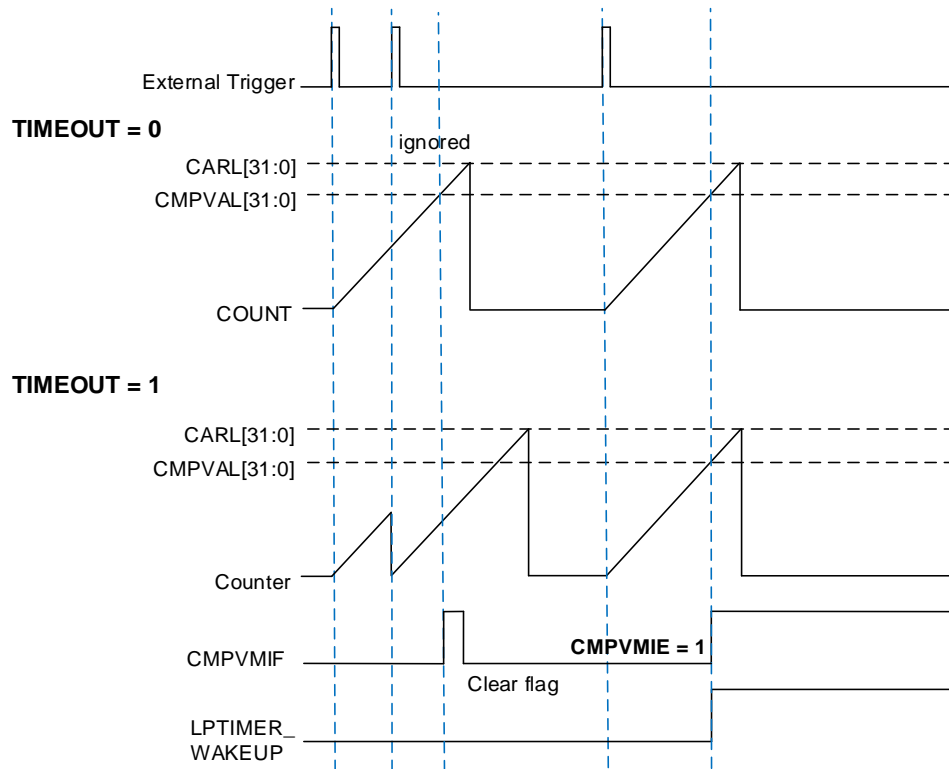 External Trigger
TIMEOUT = 0
ignored
CARL[31:0]
CMPVAL[31:0]
COUNT
TIMEOUT = 1
CARL[31:0]
CMPVAL[31:0]
Counter
CMPVMIF
CMPVMIE = 1
Clear flag
LPTIMER_
WAKEUP